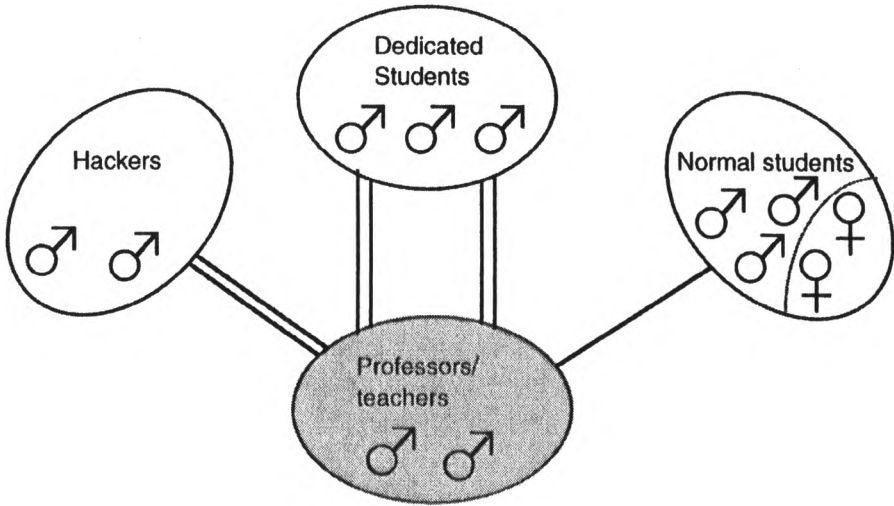 Dedicated
Students
Hackers
Normal students
Professors/
teachers